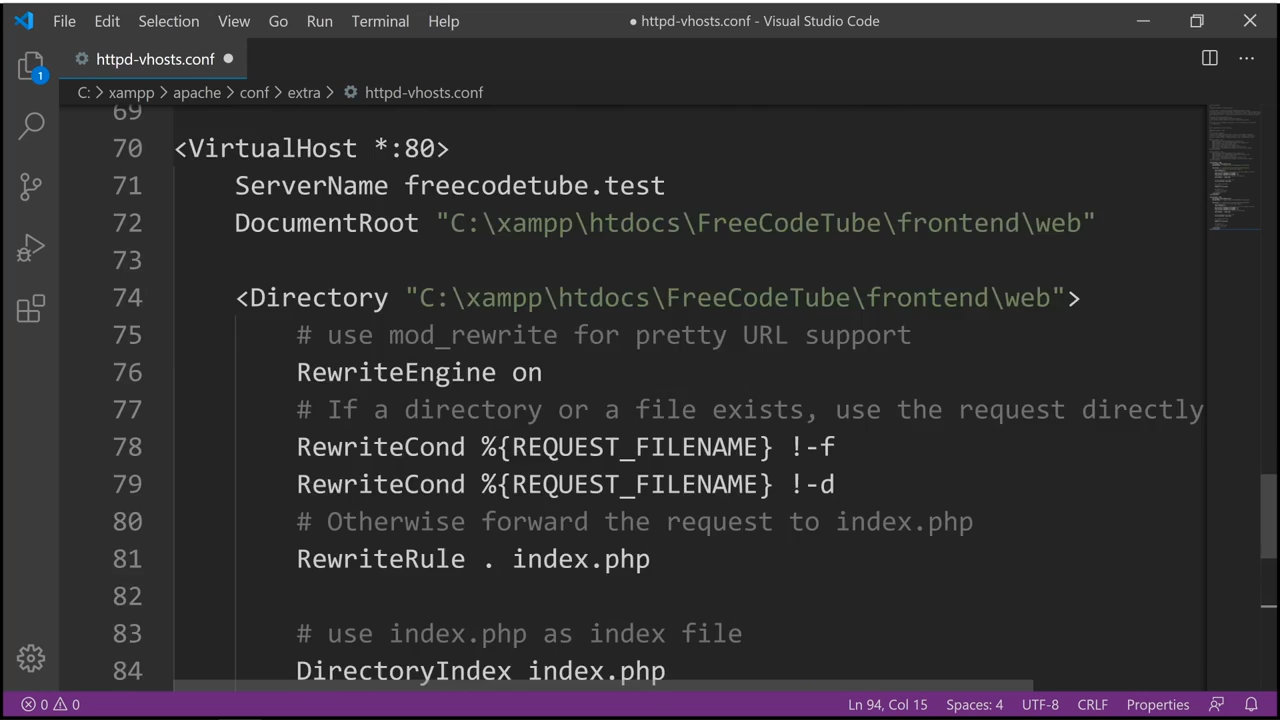 File Edit Selection View Go Run Terminal Help ● httpd-vhosts.conf - Visual Studio Code
httpd-vhosts.conf ●
1
C: > xampp > apache > conf > extra > httpd-vhosts.conf
69
70 <VirtualHost *:80>
71 ServerName freecodetube.test
72 DocumentRoot "C:\xampp\htdocs\FreeCodeTube\frontend\web"
73
74 <Directory "C:\xampp\htdocs\FreeCodeTube\frontend\web">
75 # use mod_rewrite for pretty URL support
76 RewriteEngine on
77 # If a directory or a file exists, use the request directly
78 RewriteCond %{REQUEST_FILENAME} !-f
79 RewriteCond %{REQUEST_FILENAME} !-d
80 # Otherwise forward the request to index.php
81 RewriteRule . index.php
82
83 # use index.php as index file
84 DirectoryIndex index.php
0 0 Ln 94, Col 15 Spaces: 4 UTF-8 CRLF Properties